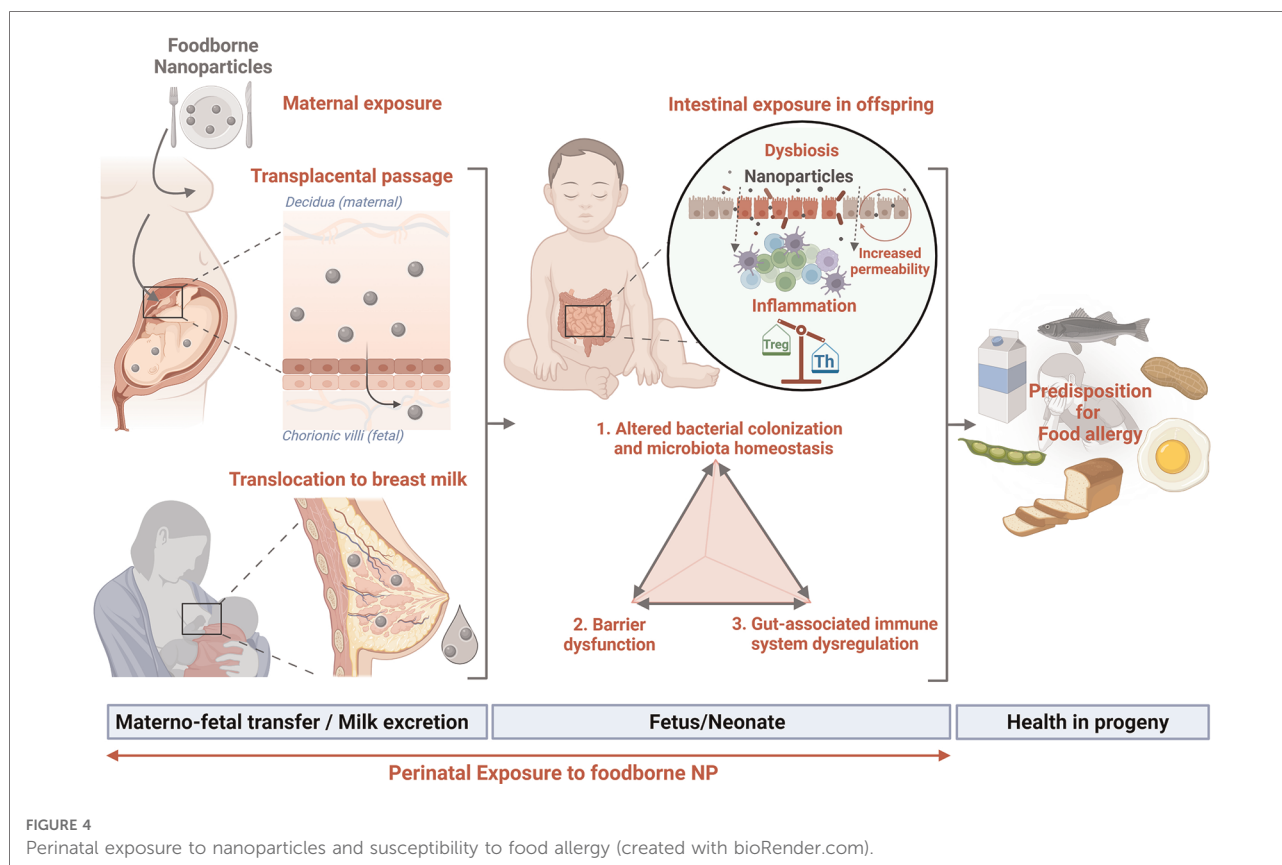 Foodborne
Nanoparticles
Maternal exposure
Transplacental passage
Decidua (maternal)
Chorionic villi (fetal)
Translocation to breast milk
Intestinal exposure in offspring
Dysbiosis
Nanoparticles
Increased
permeability
Inflammation
Treg
Th
1. Altered bacterial colonization
and microbiota homeostasis
2. Barrier
dysfunction
3. Gut-associated immune
system dysregulation
Predisposition
for
Food allergy
Materno-fetal transfer / Milk excretion
Fetus/Neonate
Health in progeny
Perinatal Exposure to foodborne NP
FIGURE 4
Perinatal exposure to nanoparticles and susceptibility to food allergy (created with bioRender.com).